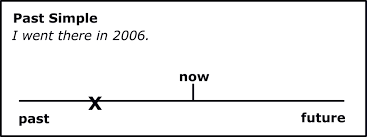 Past Simple
I went there in 2006.
now
X
past future